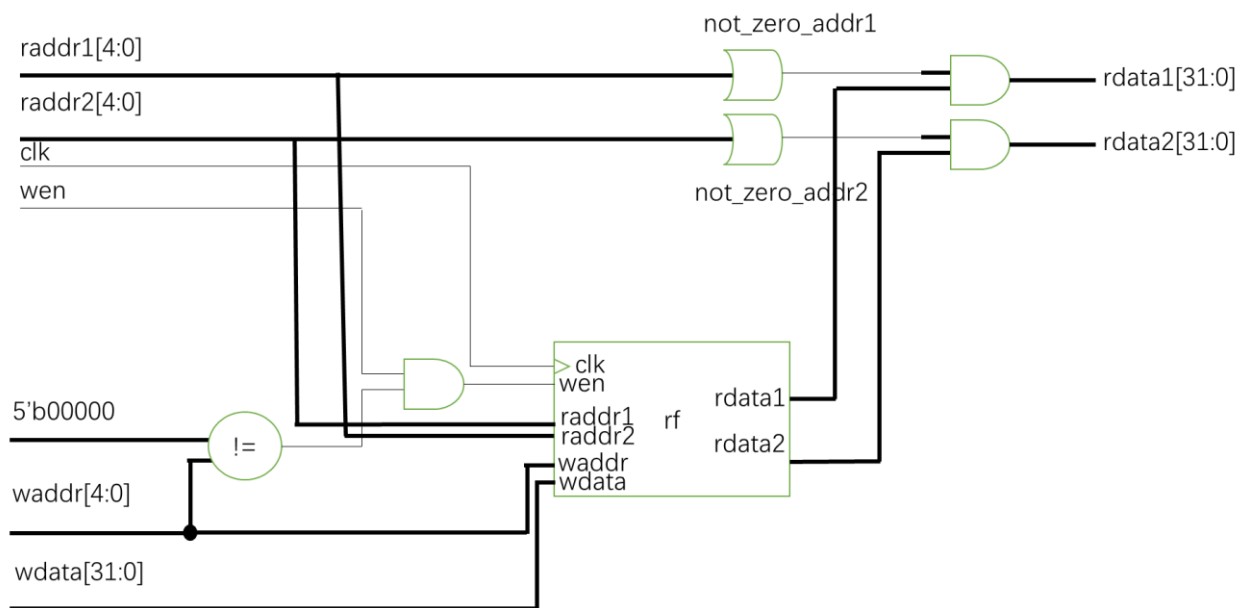 not_zero_addr1
raddr1[4:0]
rdata1[31:0]
raddr2[4:0]
rdata2[31:0]
clk
wen
not_zero_addr2
clk
wen
rdata1
5'b00000
raddr1
rf
raddr2
!=
rdata2
waddr
wdata
waddr[4:0]
wdata[31:0]